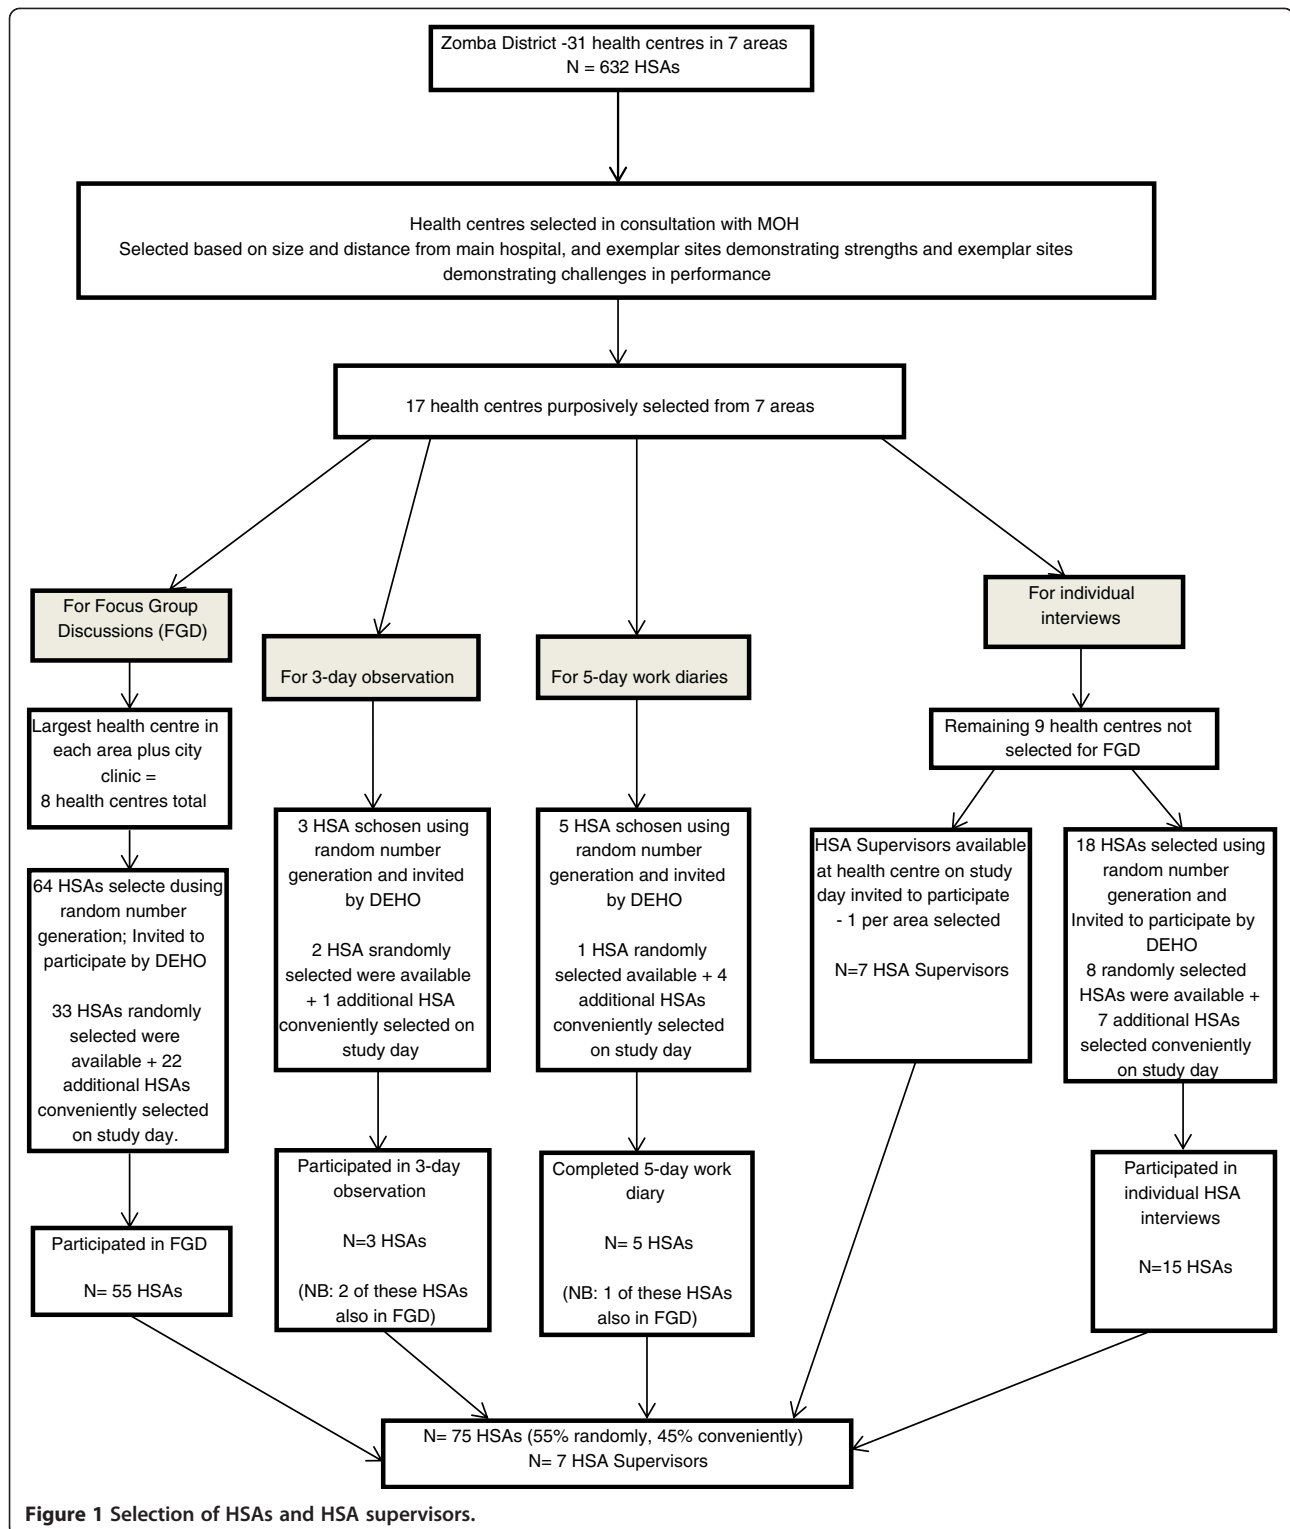 Zomba District -31 health centres in 7 areas
N = 632 HSAs
Health centres selected in consultation with MOH
Selected based on size and distance from main hospital, and exemplar sites demonstrating strengths and exemplar sites
demonstrating challenges in performance
17 health centres purposively selected from 7 areas
For Focus Group
Discussions (FGD)
Largest health centre in
each area plus city
clinic =
8 health centres total
64 HSAs selecte dusing
random number
generation; Invited to
participate by DEHO
33 HSAs randomly
selected were
available + 22
additional HSAs
conveniently selected
on study day.
Participated in FGD
N= 55 HSAs
For 3-day observation
3 HSA schosen using
random number
generation and invited
by DEHO
2 HSA srandomly
selected were available
+ 1 additional HSA
conveniently selected on
study day
Participated in 3-day
observation
N=3 HSAs
(NB: 2 of these HSAs
also in FGD)
For 5-day work diaries
5 HSA schosen using
random number
generation and invited
by DEHO
1 HSA randomly
selected available + 4
additional HSAs
conveniently selected
on study day
Completed 5-day work
diary
N= 5 HSAs
(NB: 1 of these HSAs
also in FGD)
For individual
interviews
Remaining 9 health centres not
selected for FGD
HSA Supervisors available
at health centre on study
day invited to participate
- 1 per area selected
N=7 HSA Supervisors
18 HSAs selected using
random number
generation and
Invited to participate by
DEHO
8 randomly selected
HSAs were available +
7 additional HSAs
selected conveniently
on study day
Participated in
individual HSA
interviews
N=15 HSAs
N= 75 HSAs (55% randomly, 45% conveniently)
N= 7 HSA Supervisors
Figure 1 Selection of HSAs and HSA supervisors.